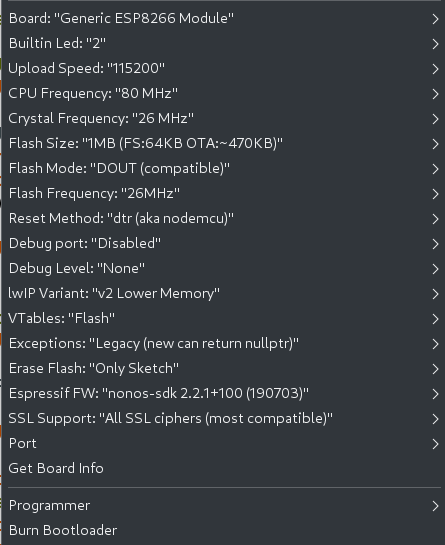 Board: "Generic ESP8266 Module"
Builtin Led: "2"
Upload Speed: "115200"
CPU Frequency: "80 MHz"
Crystal Frequency: "26 MHz"
Flash Size: "1MB (FS:64KB OTA:~470KB)"
Flash Mode: "DOUT (compatible)"
Flash Frequency: "26MHz"
Reset Method: "dtr (aka nodemcu)"
Debug port: "Disabled"
Debug Level: "None"
lwIP Variant: "v2 Lower Memory"
VTables: "Flash"
Exceptions: "Legacy (new can return nullptr)"
Erase Flash: "Only Sketch"
Espressif FW: "nonos-sdk 2.2.1+100 (190703)"
SSL Support: "All SSL ciphers (most compatible)"
Port
Get Board Info
Programmer
Burn Bootloader